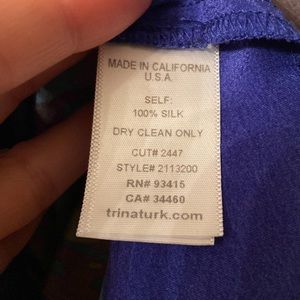 MADE IN CALIFORNIA
U.S.A.
SELF:
100% SILK
DRY CLEAN ONLY
CUT# 2447
STYLE# 2113200
RN# 93415
CA# 34460
trinaturk.com